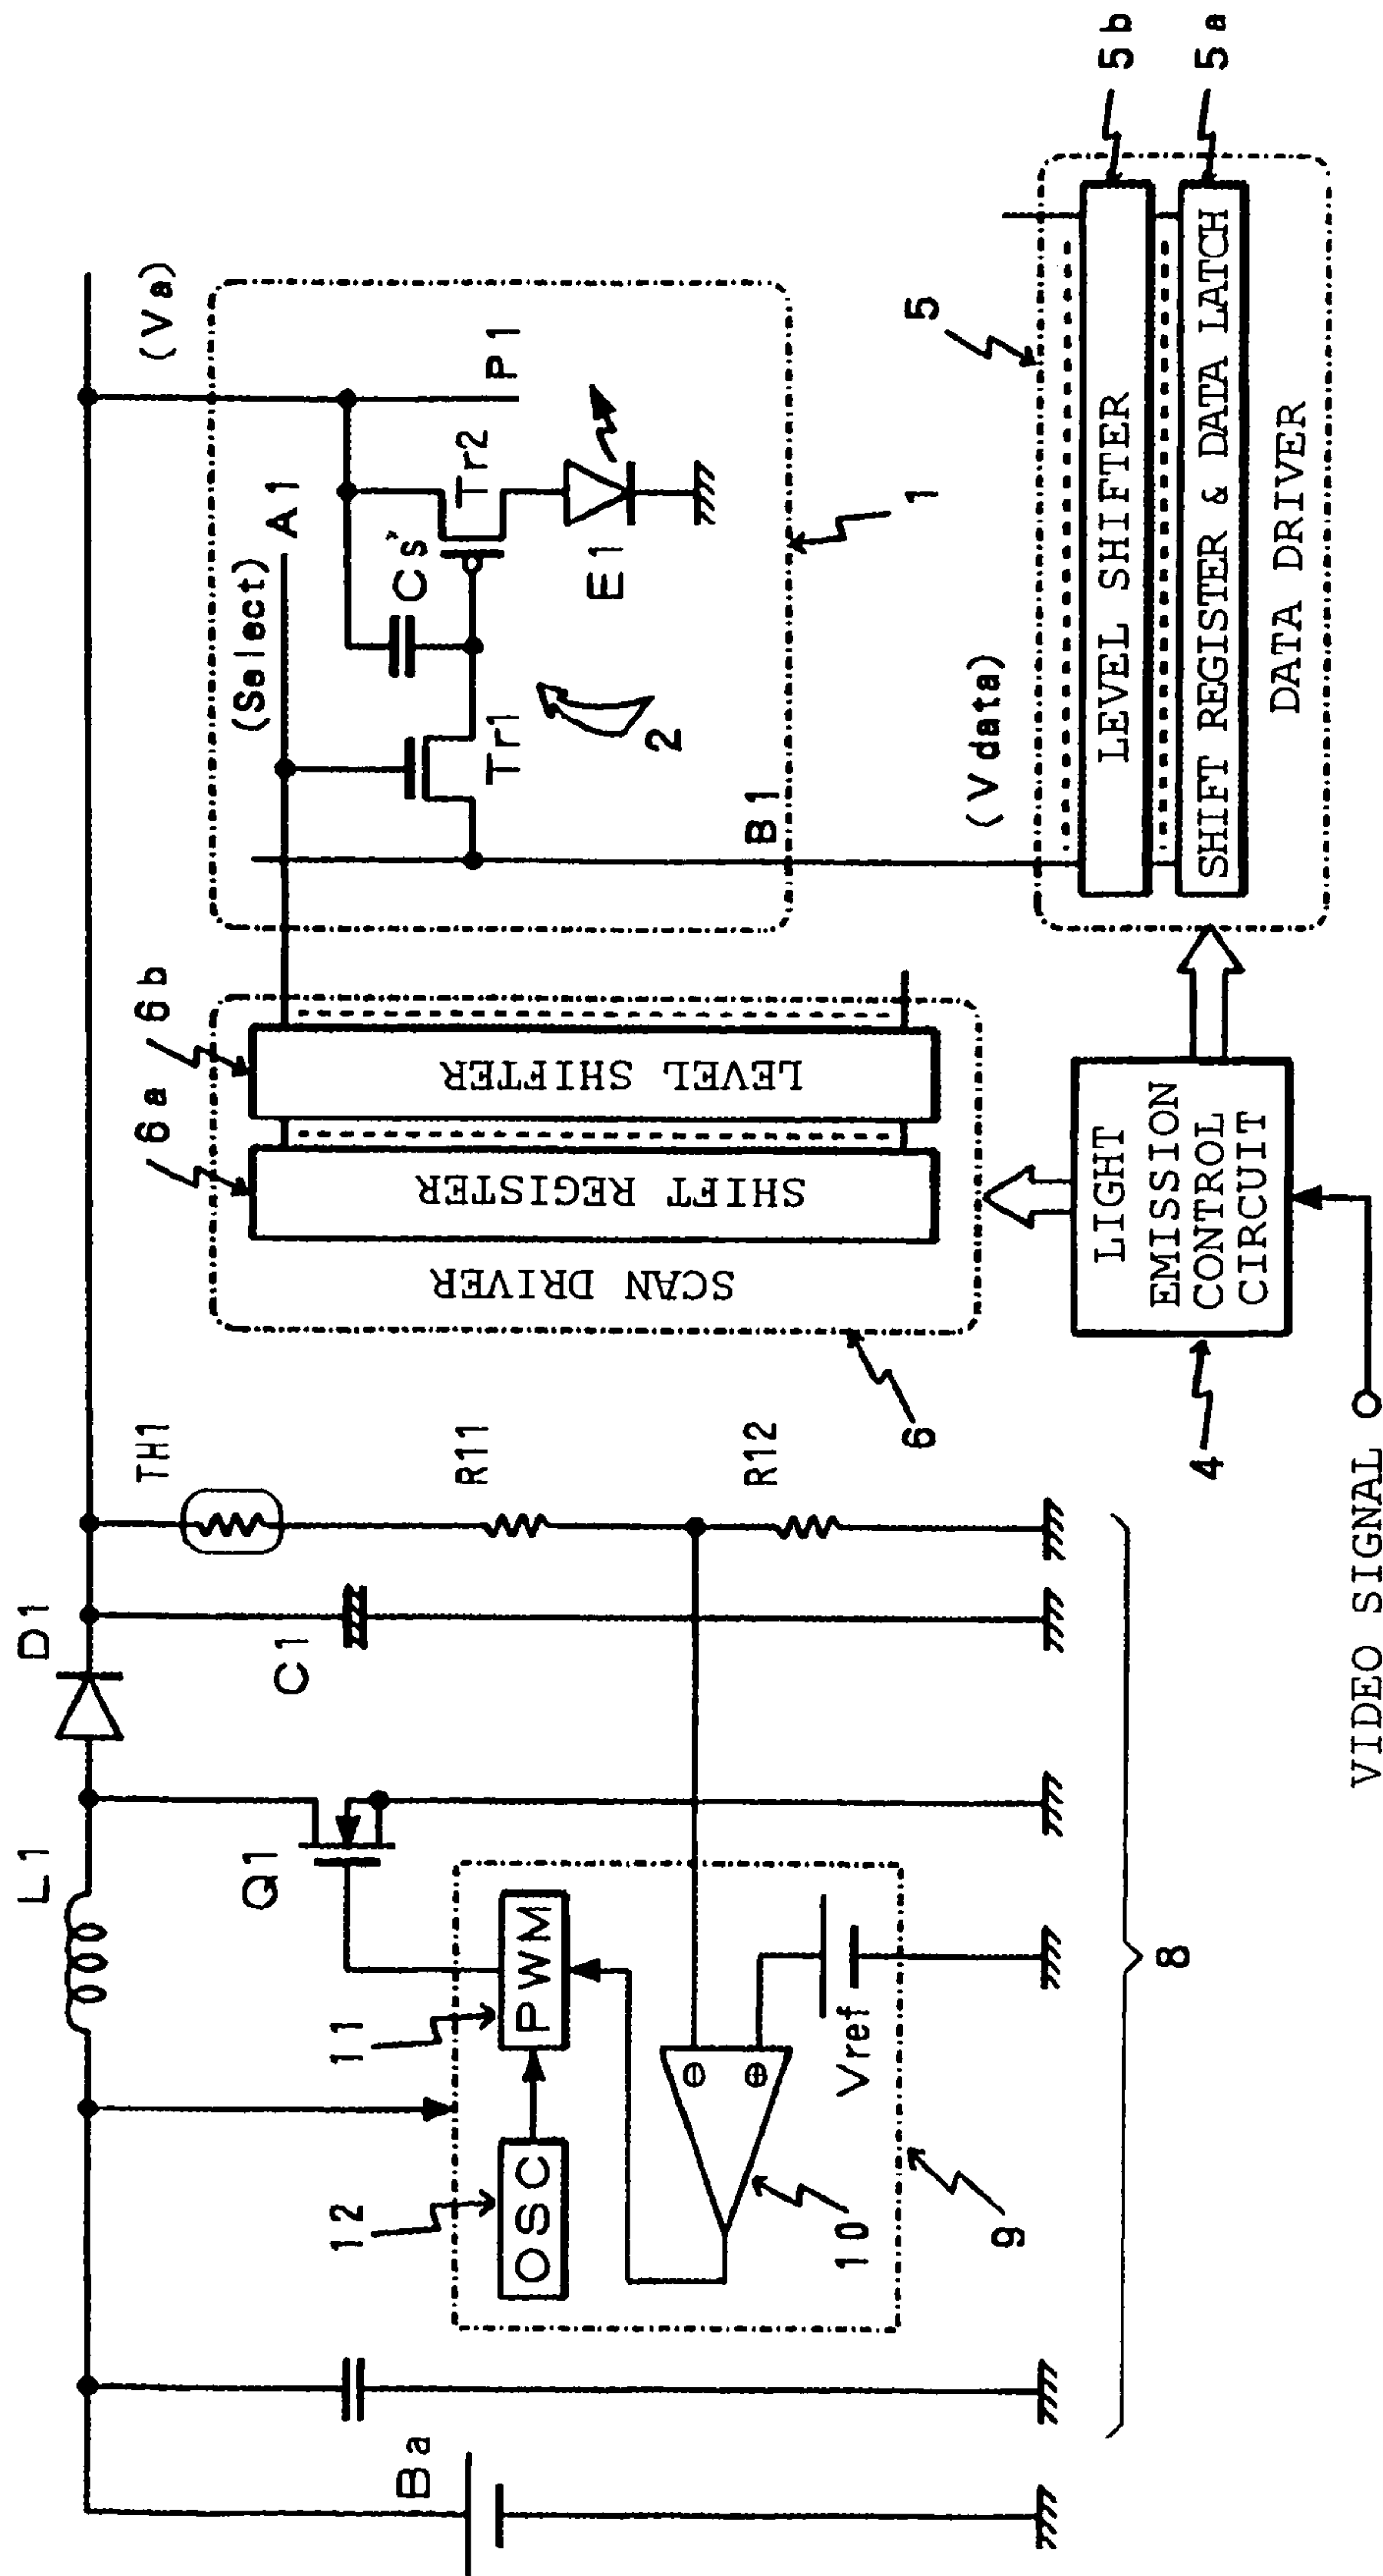 L1
D1
(Va)
TH1
Q1
C1
R11
R12
Ba
12
11
OSC
PWM
10
Vref
9
8
6a
6b
SHIFT REGISTER
LEVEL SHIFTER
SCAN DRIVER
6
(Select)
A1
Cs
Tr2
P1
Tr1
E1
2
B1
1
(Vdata)
5
LEVEL SHIFTER
5b
SHIFT REGISTER & DATA LATCH
5a
DATA DRIVER
LIGHT
EMISSION
CONTROL
CIRCUIT
4
VIDEO SIGNAL